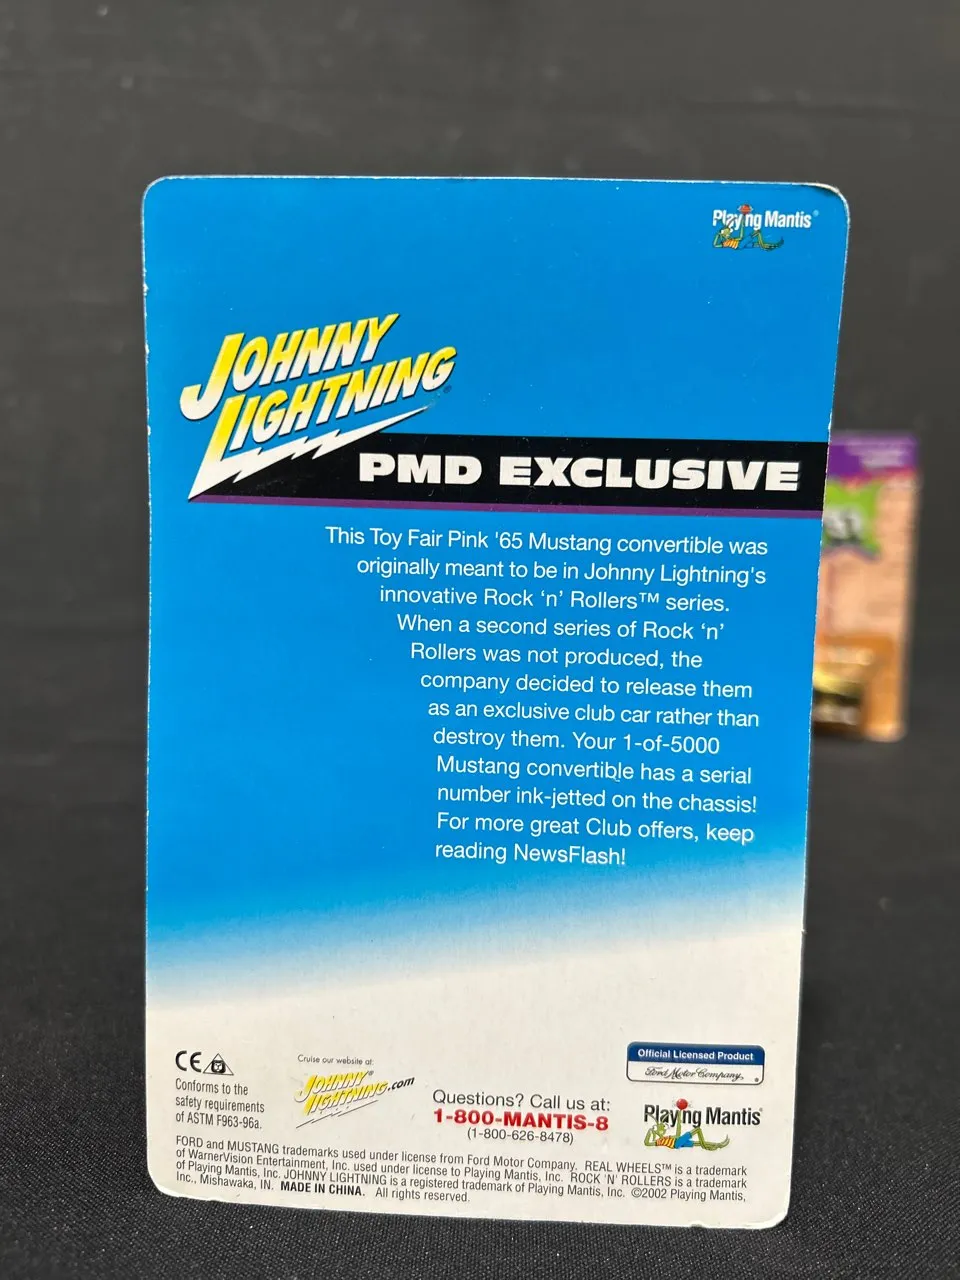 Playing Mantis®
JOHNNY
LIGHTNING®
PMD EXCLUSIVE
This Toy Fair Pink '65 Mustang convertible was
originally meant to be in Johnny Lightning's
innovative Rock 'n' Rollers™ series.
When a second series of Rock 'n'
Rollers was not produced, the
company decided to release them
as an exclusive club car rather than
destroy them. Your 1-of-5000
Mustang convertible has a serial
number ink-jetted on the chassis!
For more great Club offers, keep
reading NewsFlash!
CE
Conforms to the
safety requirements
of ASTM F963-96a.
Cruise our website at:
JOHNNY®
LIGHTNING.com
Questions? Call us at:
1-800-MANTIS-8
(1-800-626-8478)
Official Licensed Product
Ford Motor Company.
Playing Mantis®
FORD and MUSTANG trademarks used under license from Ford Motor Company. REAL WHEELS™ is a trademark
of WarnerVision Entertainment, Inc. used under license to Playing Mantis, Inc. ROCK 'N' ROLLERS is a trademark
of Playing Mantis, Inc. JOHNNY LIGHTNING is a registered trademark of Playing Mantis, Inc. ©2002 Playing Mantis,
Inc., Mishawaka, IN. MADE IN CHINA. All rights reserved.